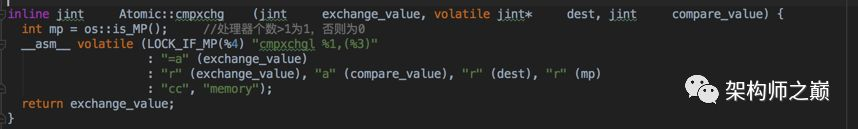 inline jint     Atomic::cmpxchg    (jint     exchange_value, volatile jint*     dest, jint     compare_value) {
  int mp = os::is_MP();     //处理器个数>1为1，否则为0
  __asm__ volatile (LOCK_IF_MP(%4) "cmpxchgl %1,(%3)"
                    : "=a" (exchange_value)
                    : "r" (exchange_value), "a" (compare_value), "r" (dest), "r" (mp)
                    : "cc", "memory");
  return exchange_value;
}
架构师之巅